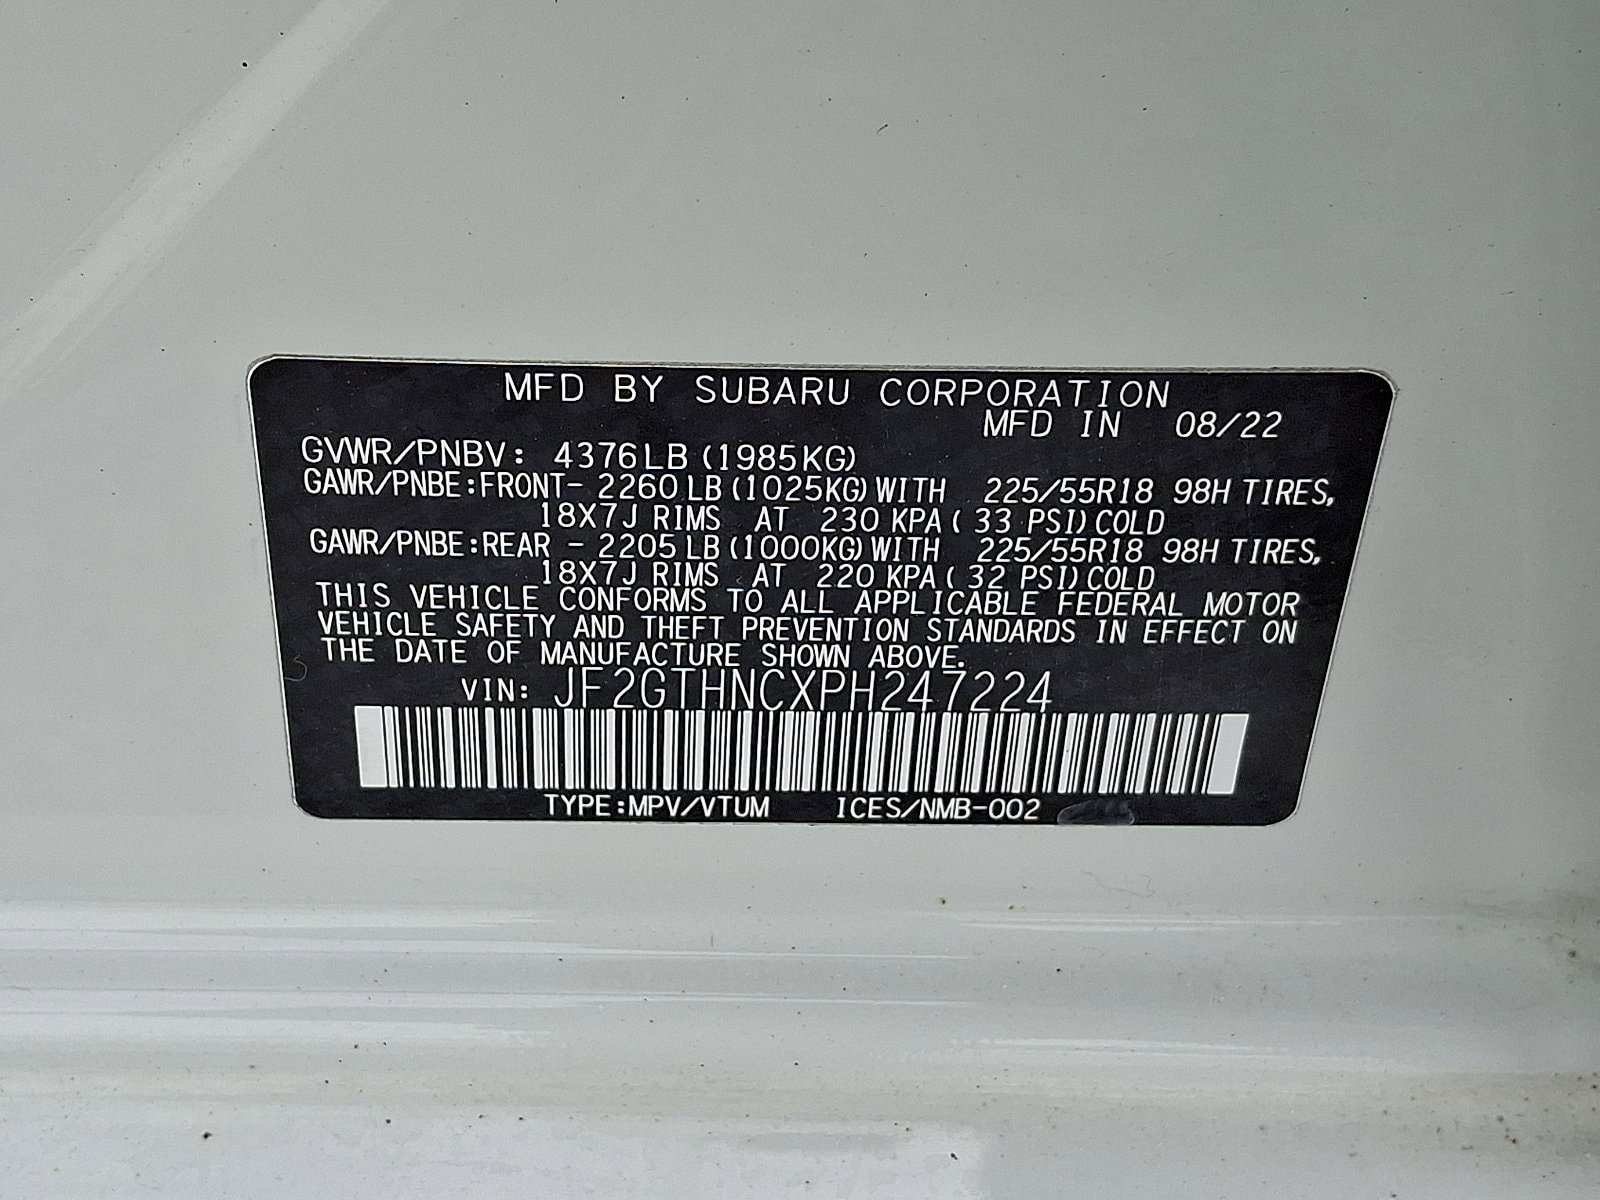 MFD BY SUBARU CORPORATION
MFD IN 08/22
GVWR/PNBV: 4376LB (1985KG)
GAWR/PNBE:FRONT- 2260 LB (1025KG) WITH 225/55R18 98H TIRES,
18X7J RIMS AT 230 KPA ( 33 PSI) COLD
GAWR/PNBE:REAR - 2205 LB (1000KG) WITH 225/55R18 98H TIRES,
18X7J RIMS AT 220 KPA ( 32 PSI) COLD
THIS VEHICLE CONFORMS TO ALL APPLICABLE FEDERAL MOTOR
VEHICLE SAFETY AND THEFT PREVENTION STANDARDS IN EFFECT ON
THE DATE OF MANUFACTURE SHOWN ABOVE.
VIN: JF2GTHNCXPH247224
TYPE:MPV/VTUM ICES/NMB-002